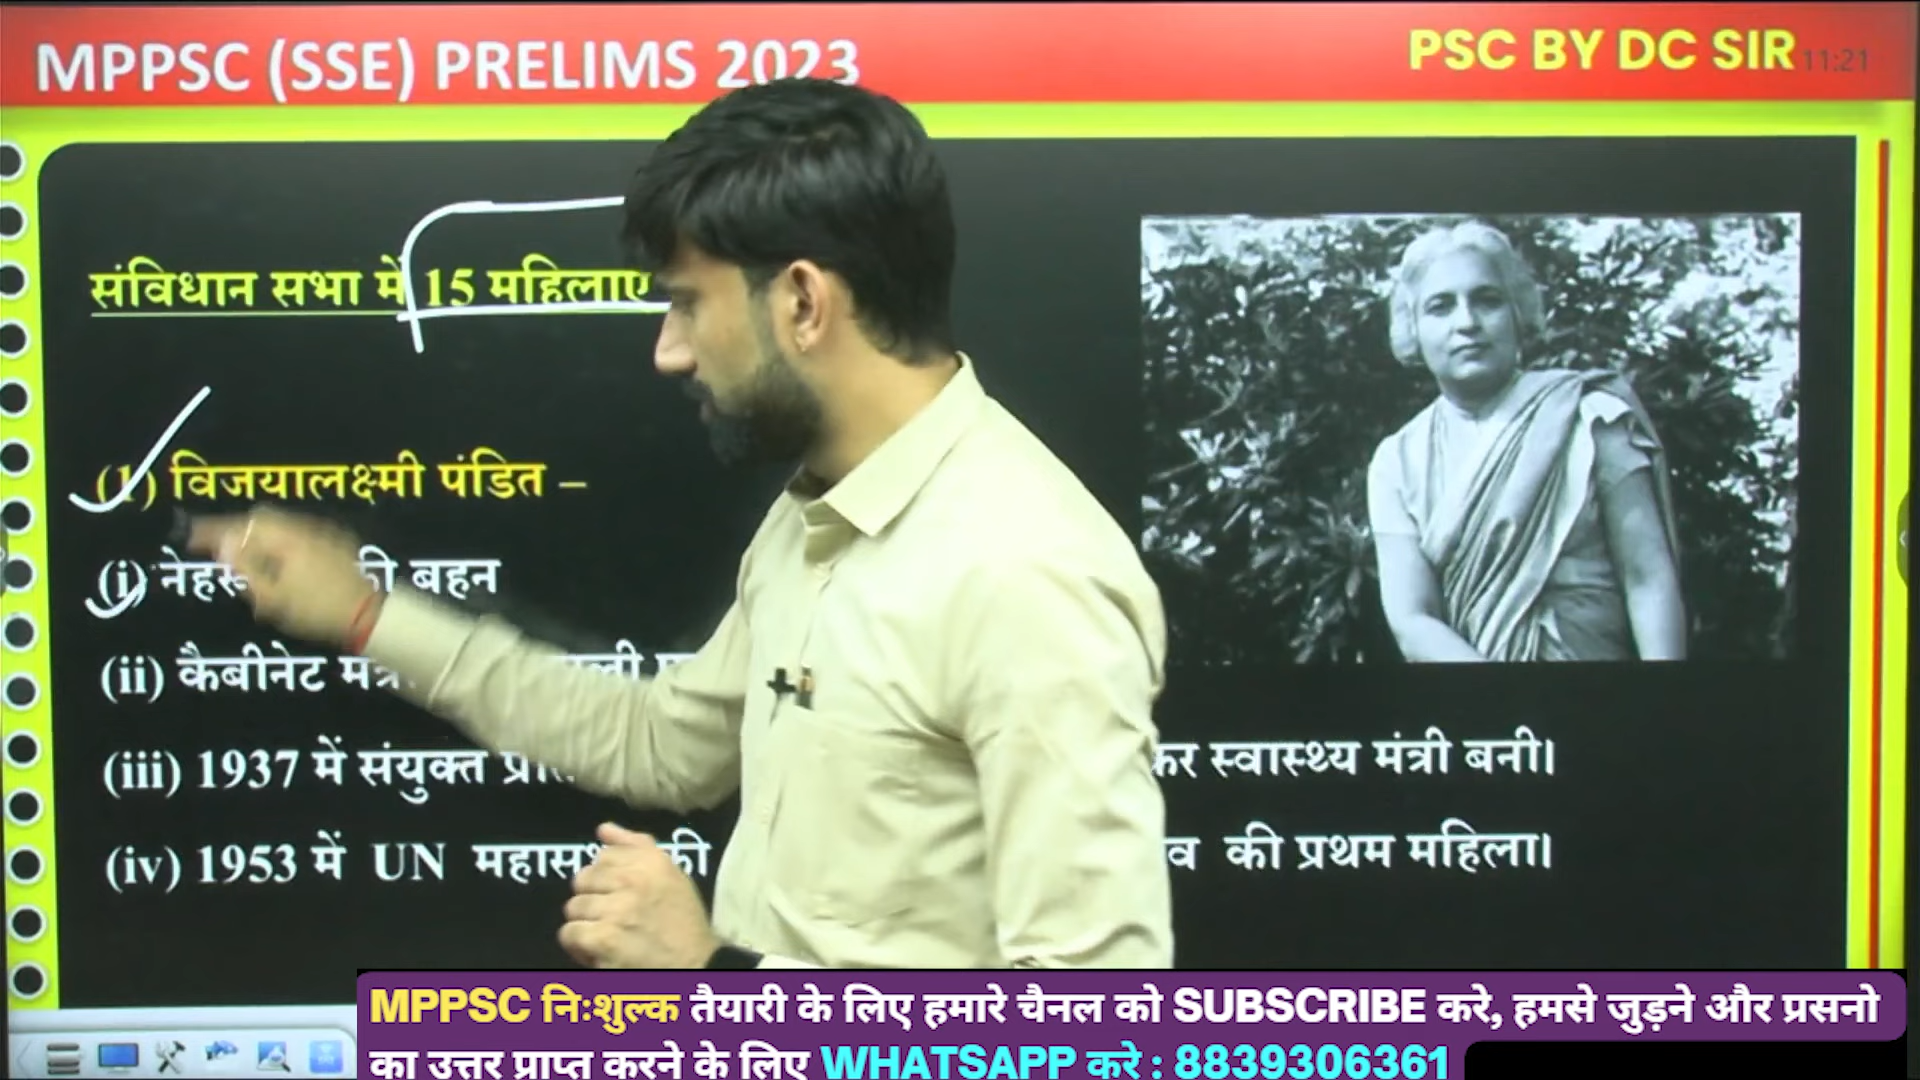 MPPSC (SSE) PRELIMS 2023
PSC BY DC SIR 11:21
संविधान सभा में 15 महिलाए
(1) विजयालक्ष्मी पंडित –
(i) की बहन
(ii) कैबीनेट
(iii) 1937 में संयुक्त स्वास्थ्य मंत्री बनी।
(iv) 1953 में UN की की प्रथम महिला।
MPPSC नि:शुल्क तैयारी के लिए हमारे चैनल को SUBSCRIBE करे, हमसे जुड़ने और प्रसनो
का उत्तर प्राप्त करने के लिए WHATSAPP करे : 8839306361